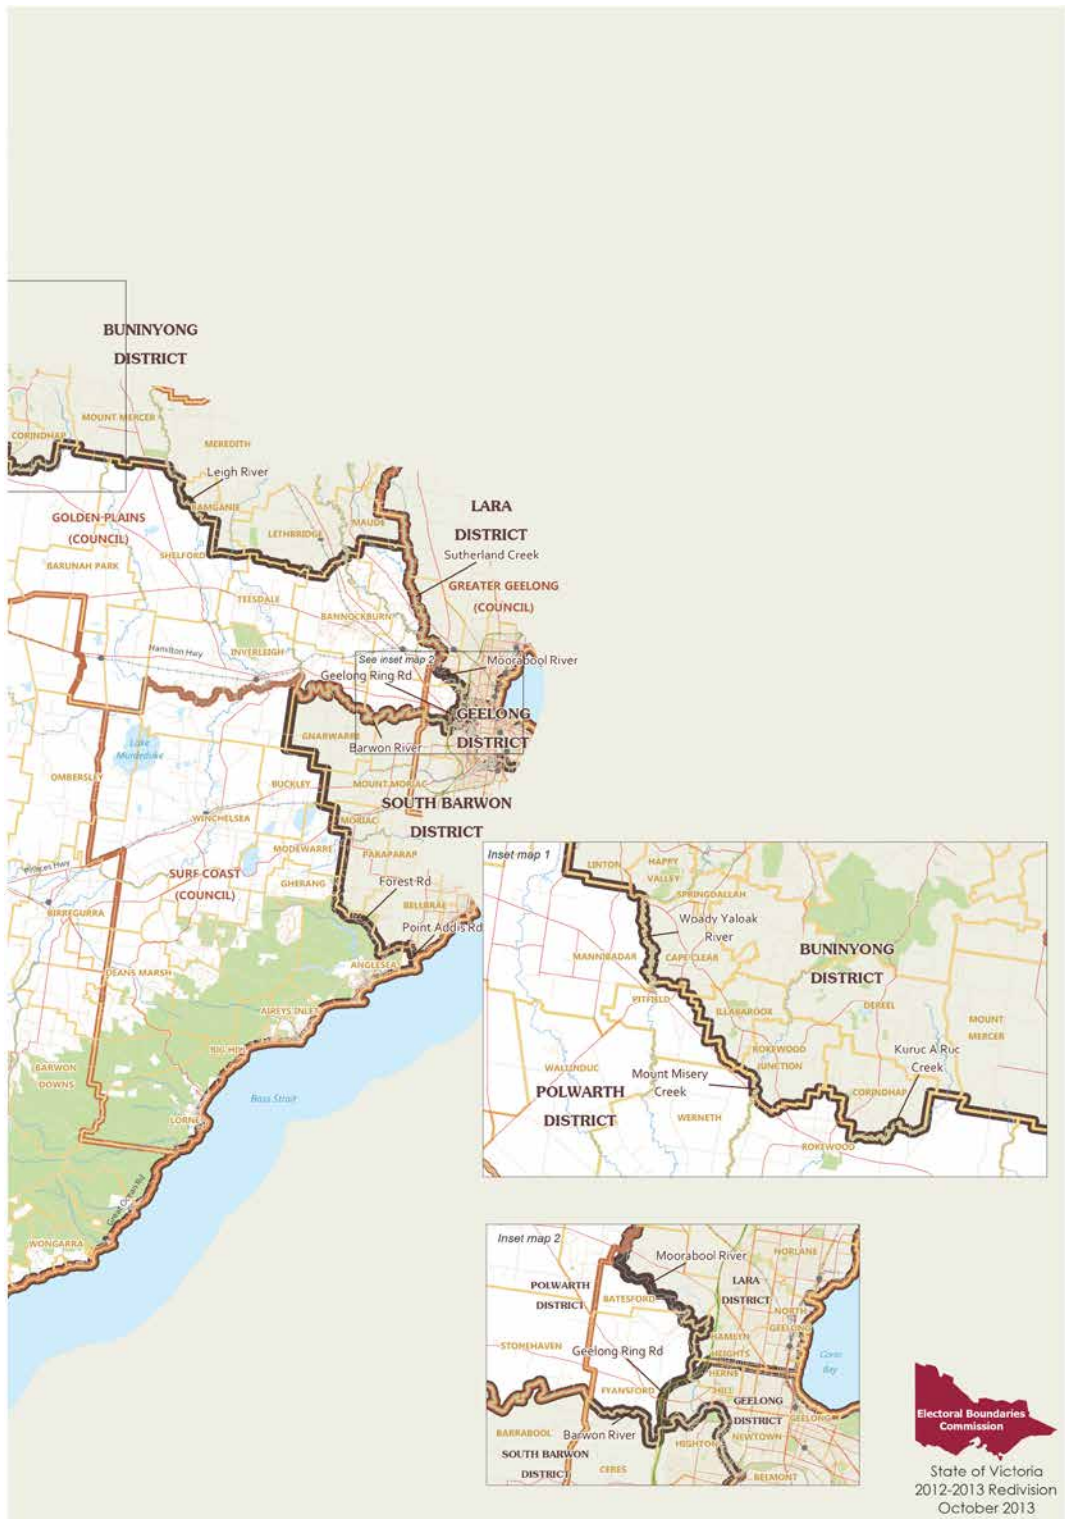 BUNINYONG
DISTRICT
MOUNT MERCER
CORINDHAP
MEREDITH
Leigh River
BAMGANIE
LARA
DISTRICT
GOLDEN PLAINS
(COUNCIL)
MAUDE
LETHBRIDGE
Sutherland Creek
SHELFORD
BARUNAH PARK
GREATER GEELONG
(COUNCIL)
TEESDALE
BANNOCKBURN
Hamilton Hwy
INVERLEIGH
See inset map 2
Moorabool River
Geelong Ring Rd
GEELONG
DISTRICT
GNARWARRE
Barwon River
Lake
Murdeduke
OMBERSLEY
BUCKLEY
MOUNT MORIAC
SOUTH BARWON
DISTRICT
WINCHELSEA
MORIAC
MODEWARRE
PARAPARAP
Princes Hwy
SURF COAST
(COUNCIL)
GHERANG
Forest Rd
BELLBRAE
BIRREGURRA
Point Addis Rd
ANGLESEA
DEANS MARSH
AIREYS INLET
BIG HILL
BARWON
DOWNS
Bass Strait
LORNE
Great Ocean Rd
WONGARRA
Inset map 1
LINTON
HAPPY
VALLEY
SPRINGDALLAH
Woady Yaloak
River
BUNINYONG
DISTRICT
MANNIBADAR
CAPE CLEAR
PITFIELD
ILLABAROOK
DEREEL
MOUNT
MERCER
ROKEWOOD
JUNCTION
Kuruc A Ruc
Creek
WALLINDUC
Mount Misery
Creek
POLWARTH
DISTRICT
CORINDHAP
WERNETH
ROKEWOOD
Inset map 2
Moorabool River
NORLANE
POLWARTH
DISTRICT
BATESFORD
LARA
DISTRICT
NORTH
GEELONG
STONEHAVEN
HAMLYN
HEIGHTS
Geelong Ring Rd
Corio
Bay
HERNE
HILL
FYANSFORD
GEELONG
DISTRICT
GEELONG
BARRABOOL
Barwon River
NEWTOWN
HIGHTON
SOUTH BARWON
DISTRICT
CERES
BELMONT
Electoral Boundaries
Commission
State of Victoria
2012-2013 Redivision
October 2013